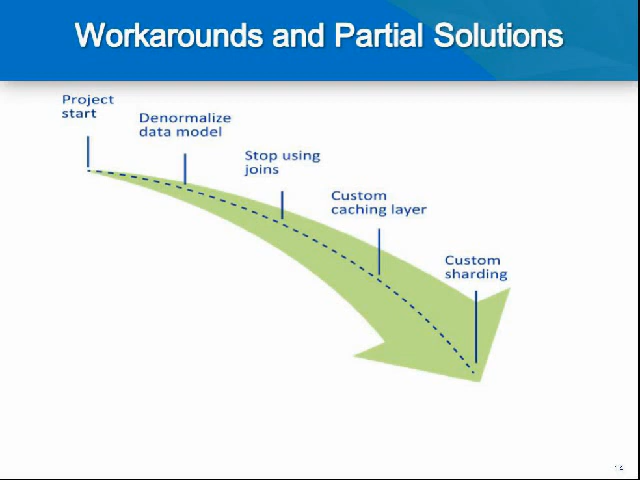 Workarounds and Partial Solutions
Project
start
Denormalize
data model
Stop using
joins
Custom
caching layer
Custom
sharding